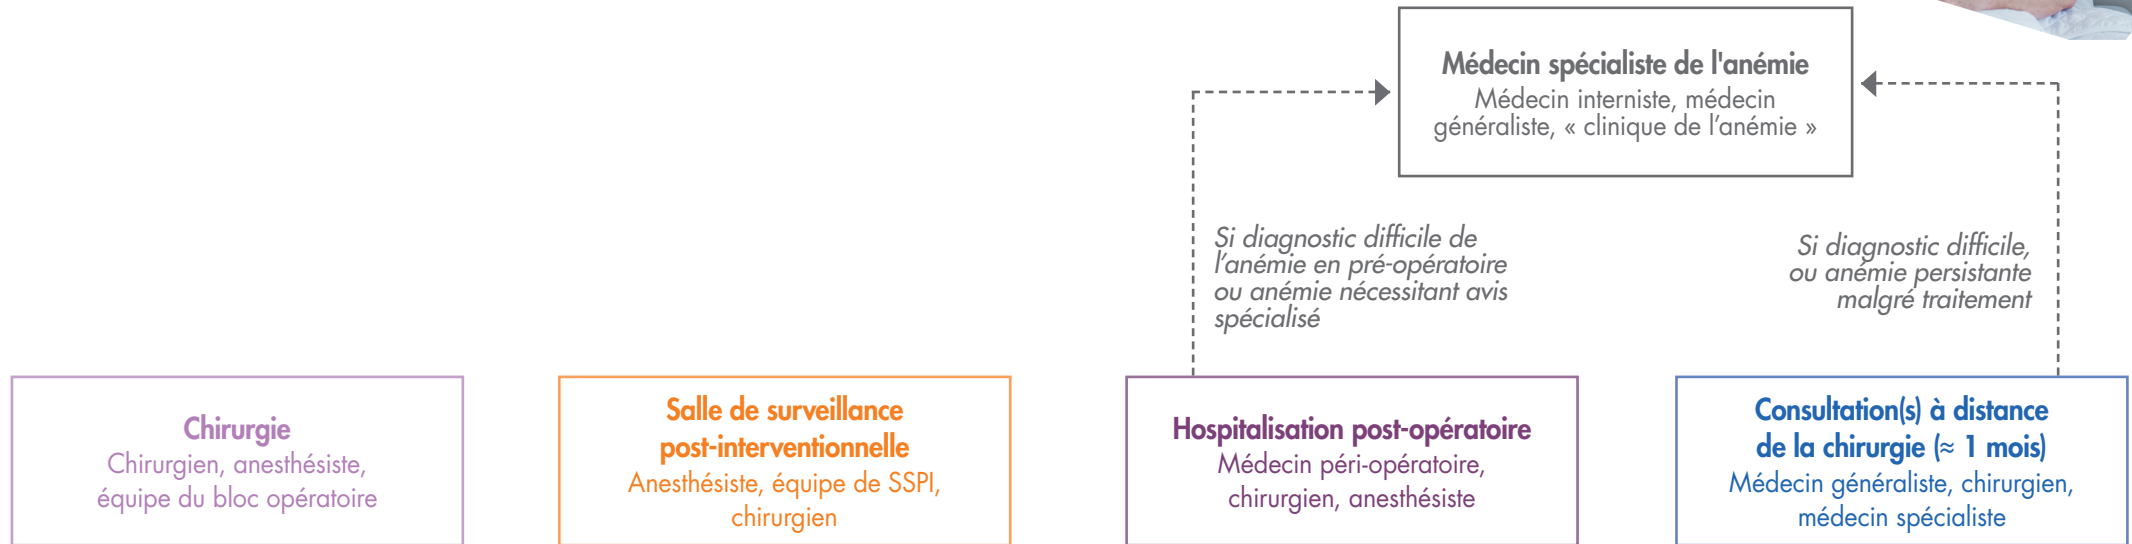 Médecin spécialiste de l'anémie
Médecin interniste, médecin
généraliste, « clinique de l’anémie »
Si diagnostic difficile de
l’anémie en pré-opératoire
ou anémie nécessitant avis
spécialisé
Si diagnostic difficile,
ou anémie persistante
malgré traitement
Chirurgie
Chirurgien, anesthésiste,
équipe du bloc opératoire
Salle de surveillance
post-interventionnelle
Anesthésiste, équipe de SSPI,
chirurgien
Hospitalisation post-opératoire
Médecin péri-opératoire,
chirurgien, anesthésiste
Consultation(s) à distance
de la chirurgie (≈ 1 mois)
Médecin généraliste, chirurgien,
médecin spécialiste